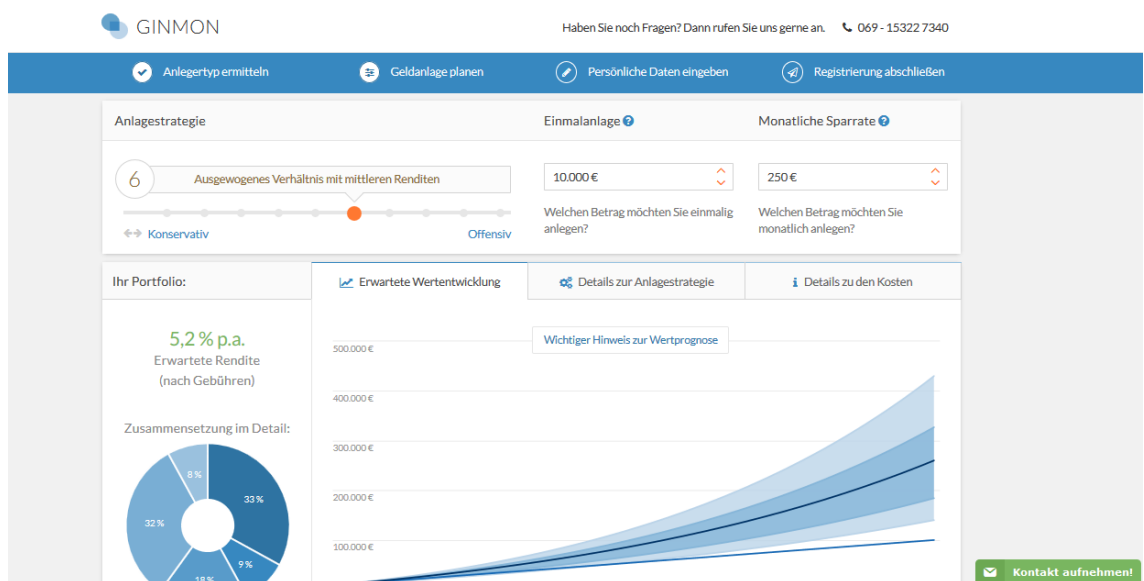 GINMON
Haben Sie noch Fragen? Dann rufen Sie uns gerne an. 069 - 15322 7340
Anlegertyp ermitteln
Geldanlage planen
Persönliche Daten eingeben
Registrierung abschließen
Anlagestrategie
Einmalanlage ?
Monatliche Sparrate ?
6
Ausgewogenes Verhältnis mit mittleren Renditen
Konservativ
Offensiv
10.000 €
Welchen Betrag möchten Sie einmalig
anlegen?
250 €
Welchen Betrag möchten Sie
monatlich anlegen?
Ihr Portfolio:
Erwartete Wertentwicklung
Details zur Anlagestrategie
i Details zu den Kosten
5,2 % p.a.
Erwartete Rendite
(nach Gebühren)
Zusammensetzung im Detail:
8 %
33 %
32 %
9 %
18 %
Wichtiger Hinweis zur Wertprognose
500.000 €
400.000 €
300.000 €
200.000 €
100.000 €
Kontakt aufnehmen!